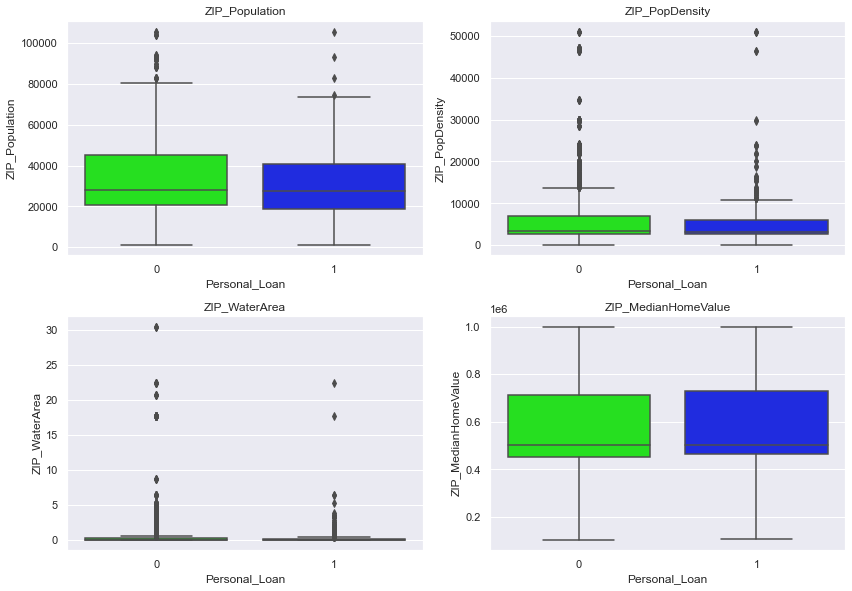 ZIP_Population
ZIP_Population
100000
80000
60000
40000
20000
0
0
1
Personal_Loan
ZIP_PopDensity
ZIP_PopDensity
50000
40000
30000
20000
10000
0
0
1
Personal_Loan
ZIP_WaterArea
ZIP_WaterArea
30
25
20
15
10
5
0
0
1
Personal_Loan
ZIP_MedianHomeValue
1e6
ZIP_MedianHomeValue
1.0
0.8
0.6
0.4
0.2
0
1
Personal_Loan